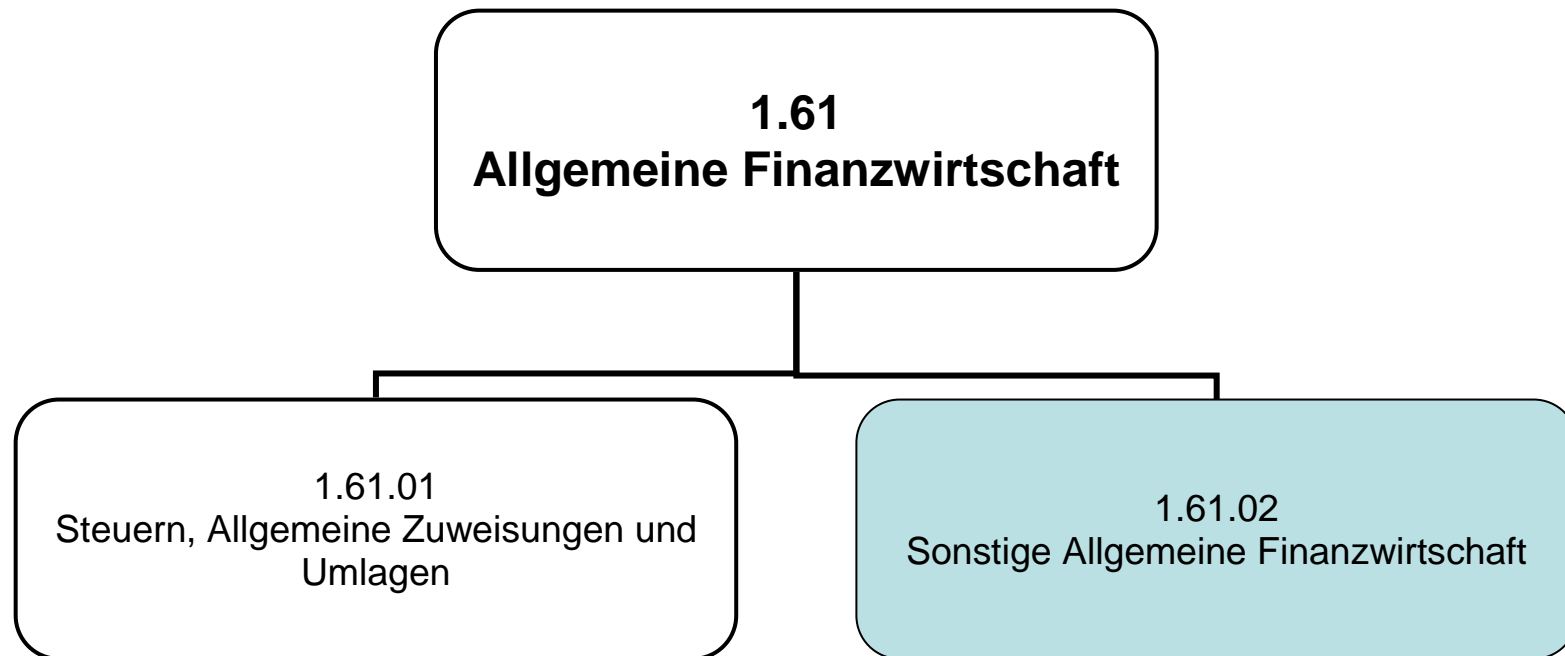 1.61
Allgemeine Finanzwirtschaft
1.61.01
Steuern, Allgemeine Zuweisungen und
Umlagen
1.61.02
Sonstige Allgemeine Finanzwirtschaft